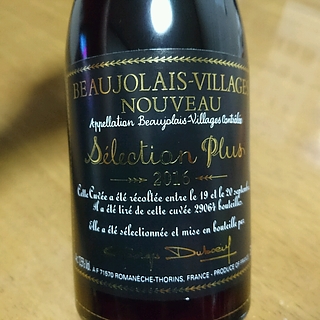 BEAUJOLAIS-VILLAGES
NOUVEAU
Appellation Beaujolais-Villages Contrôlée
Sélection Plus
2016
Cette Cuvée a été récoltée entre le 19 et le 20 septembre
Il a été tiré de cette cuvée 29064 bouteilles.
Elle a été sélectionnée et mise en bouteille par
Georges Duboeuf
A F 71570 ROMANÈCHE-THORINS, FRANCE - PRODUCE OF